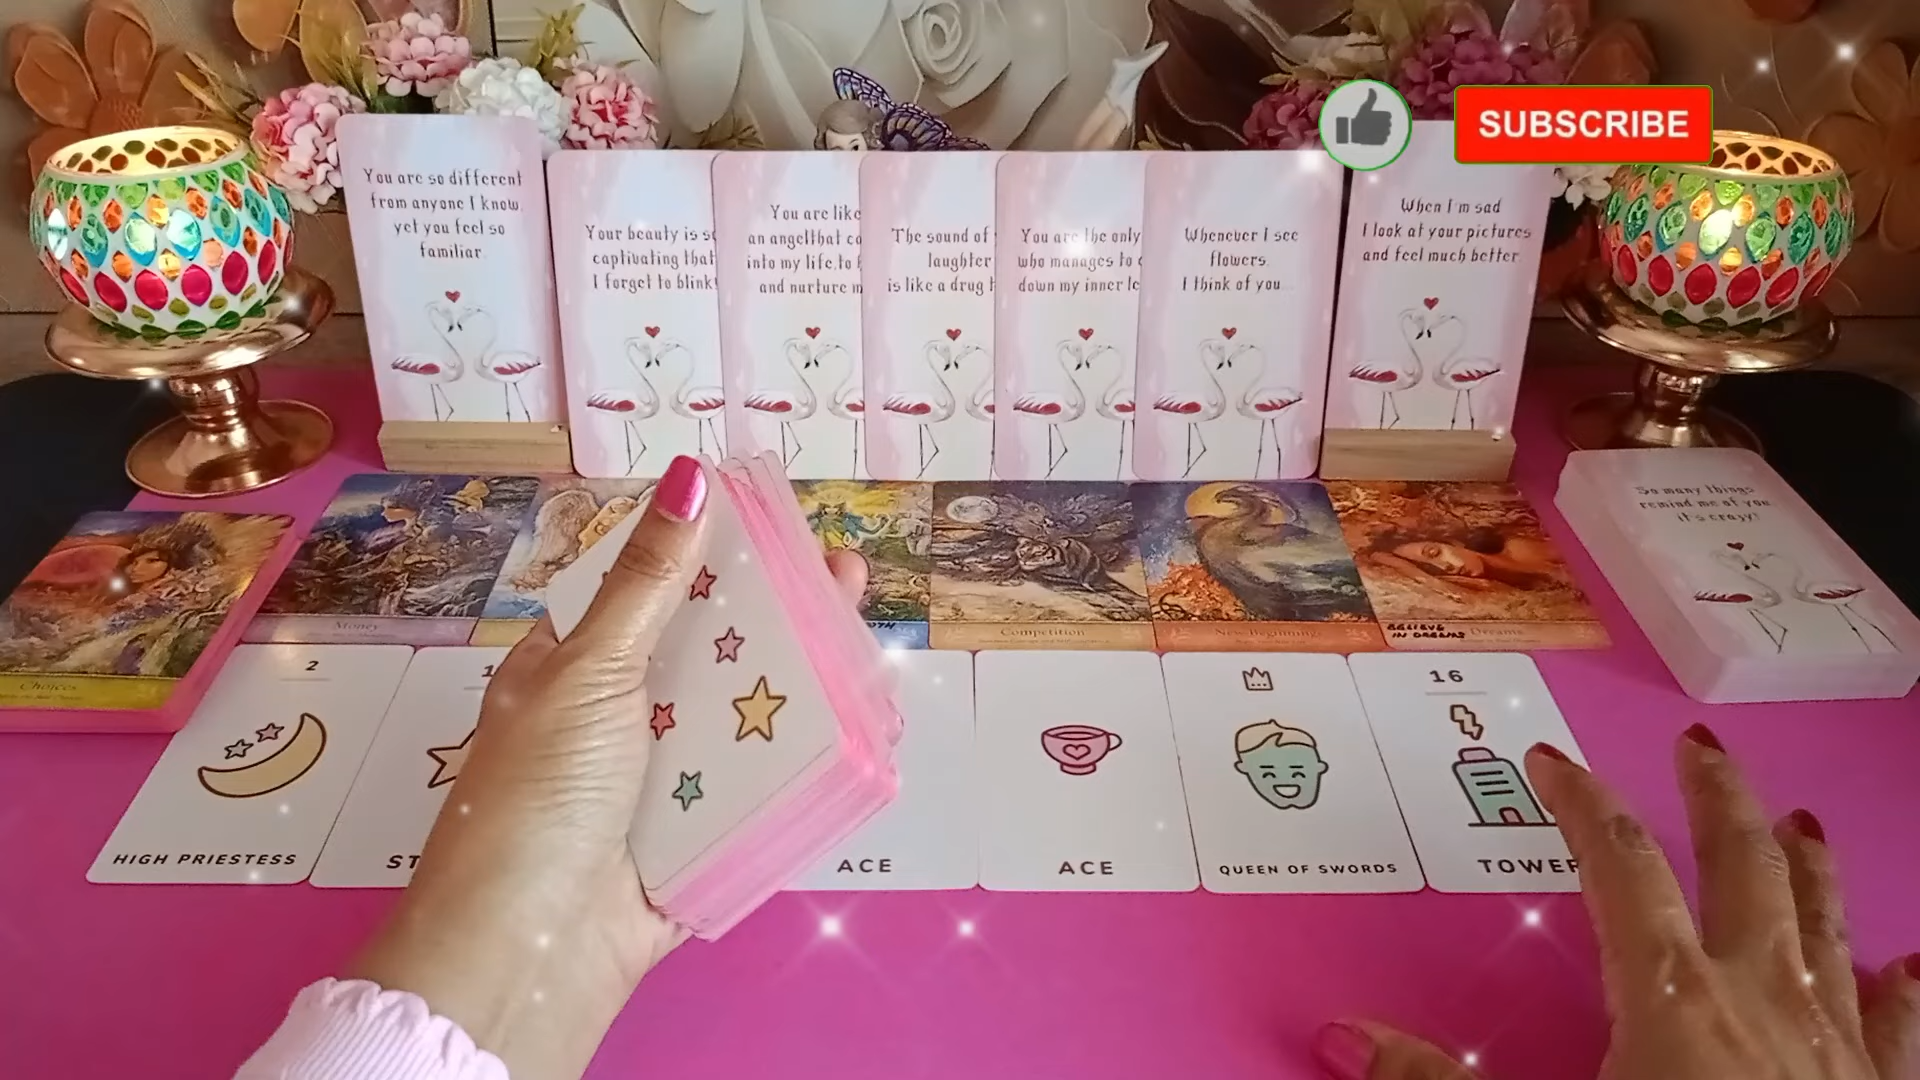 SUBSCRIBE
You are so different
from anyone I know,
yet you feel so
familiar.
Your beauty is so
captivating that
I forget to blink
You are like
an angel that
into my life, to
and nurture
The sound of
laughter
is like a drug
You are the only
who manages to
down my inner
Whenever I see
flowers,
I think of you...
When I'm sad
I look at your pictures
and feel much better.
So many things
remind me of you,
it's crazy!
Choices
Money
Competition
New Beginnings
BELIEVE
IN DREAMS
Dreams
2
HIGH PRIESTESS
1
ST
ACE
ACE
QUEEN OF SWORDS
16
TOWER